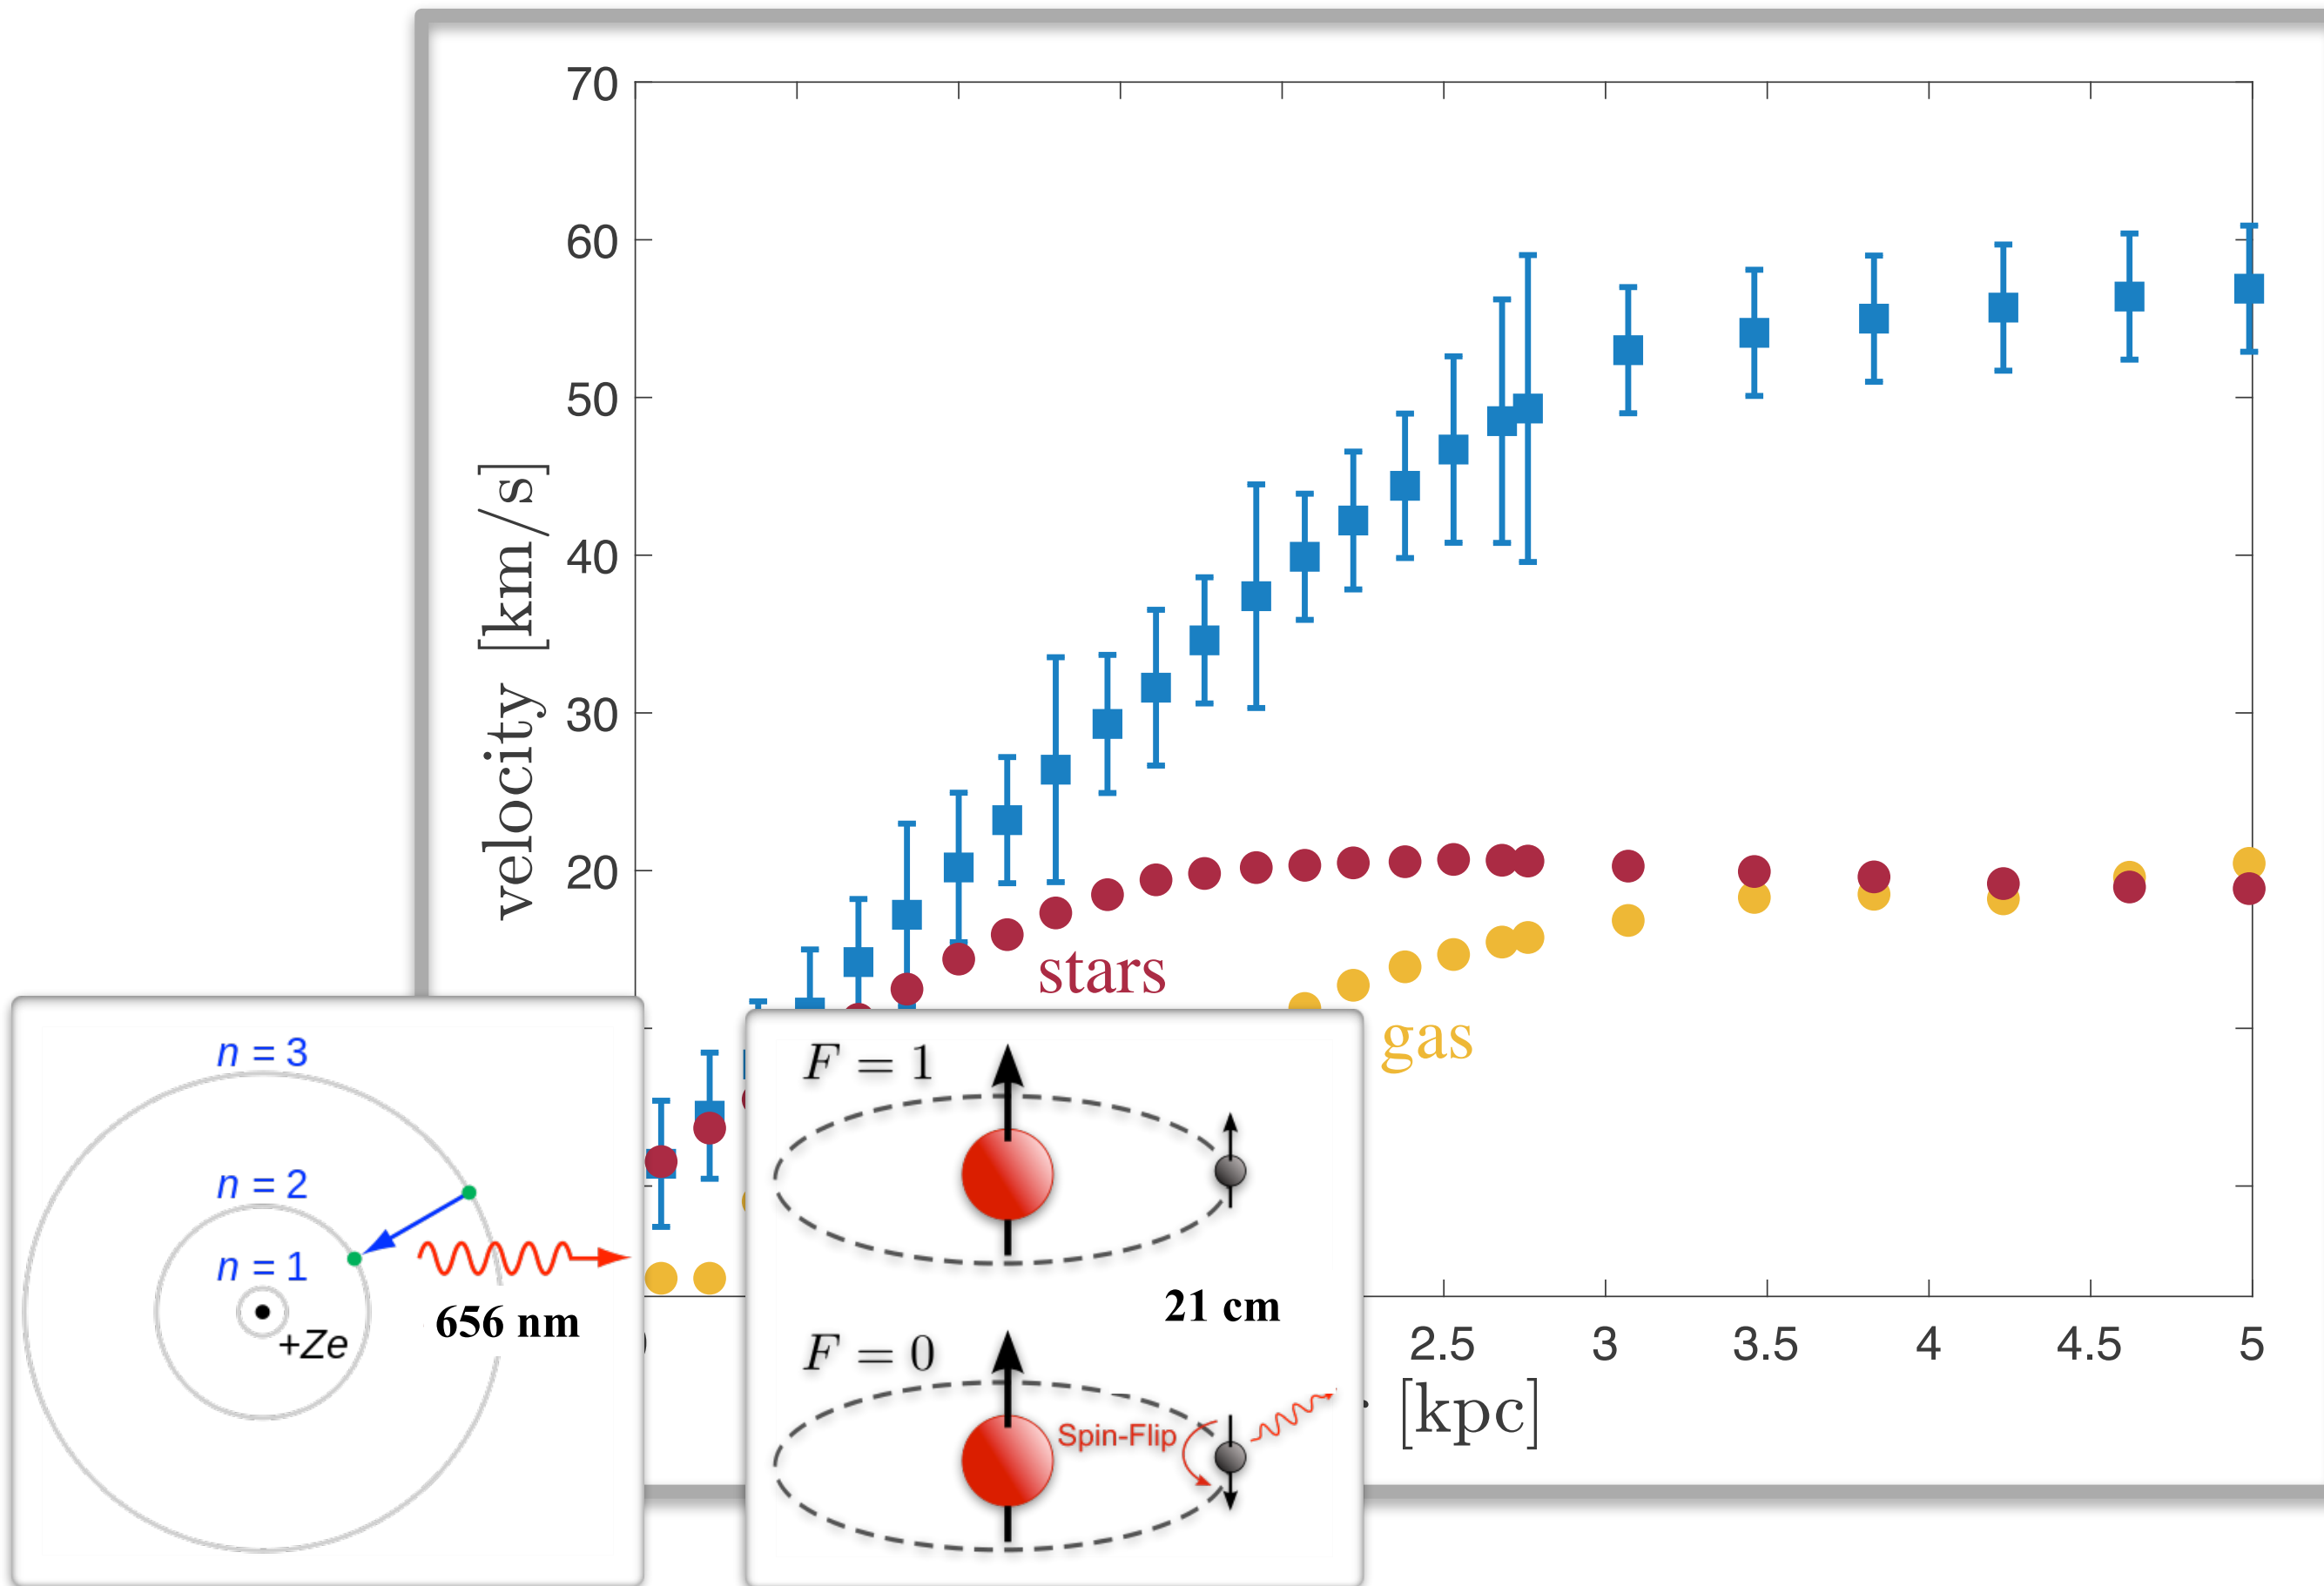 70
60
50
40
30
20
velocity [km/s]
stars
gas
2.5 3 3.5 4 4.5 5
[kpc]
n = 3
n = 2
n = 1
+Ze
656 nm
F = 1
21 cm
F = 0
Spin-Flip